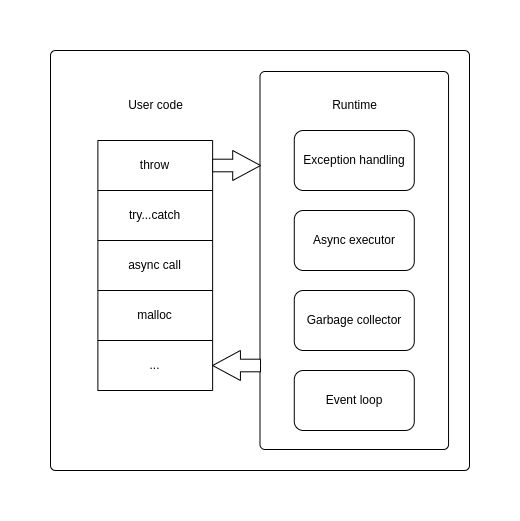 User code
throw
try...catch
async call
malloc
...
Runtime
Exception handling
Async executor
Garbage collector
Event loop